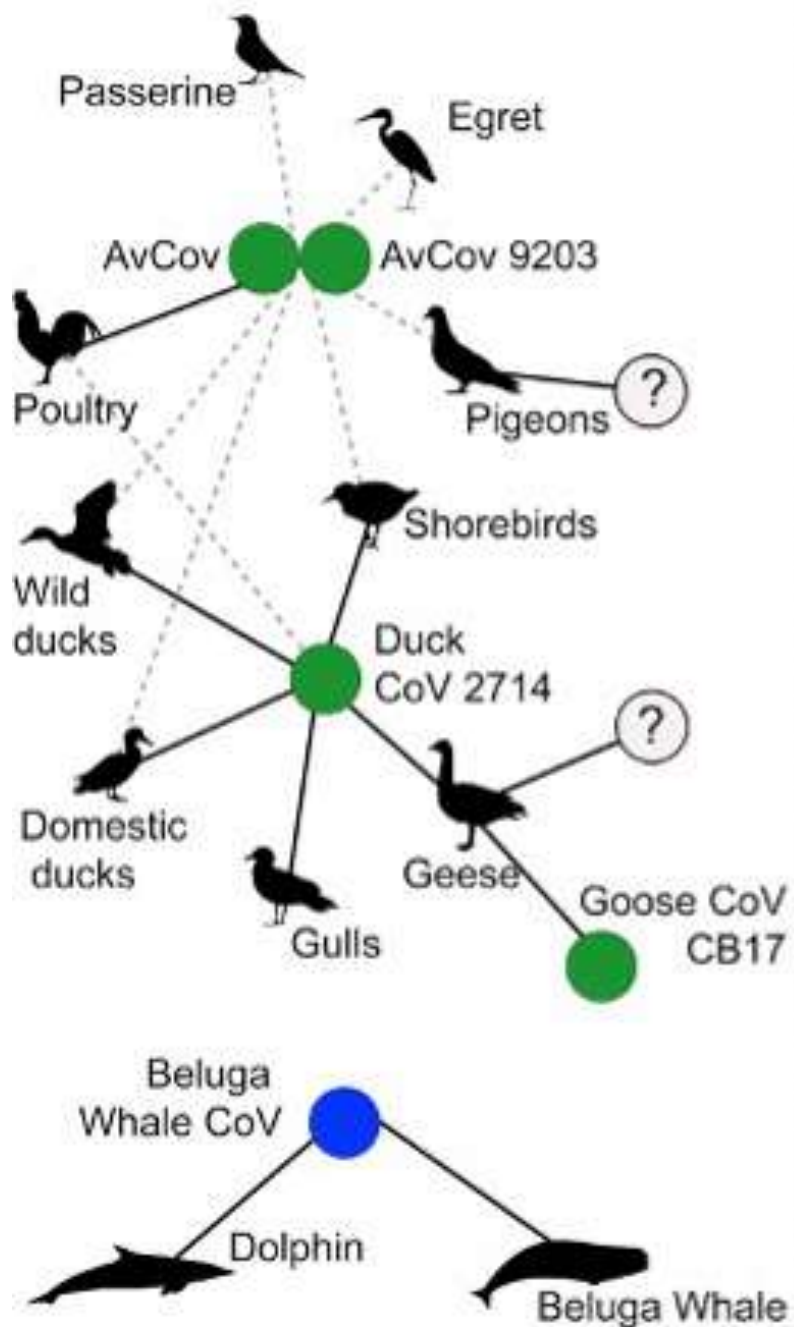 Passerine
Egret
AvCov
AvCov 9203
Poultry
Pigeons
?
Shorebirds
Wild
ducks
Duck
CoV 2714
?
Domestic
ducks
Geese
Gulls
Goose CoV
CB17
Beluga
Whale CoV
Dolphin
Beluga Whale